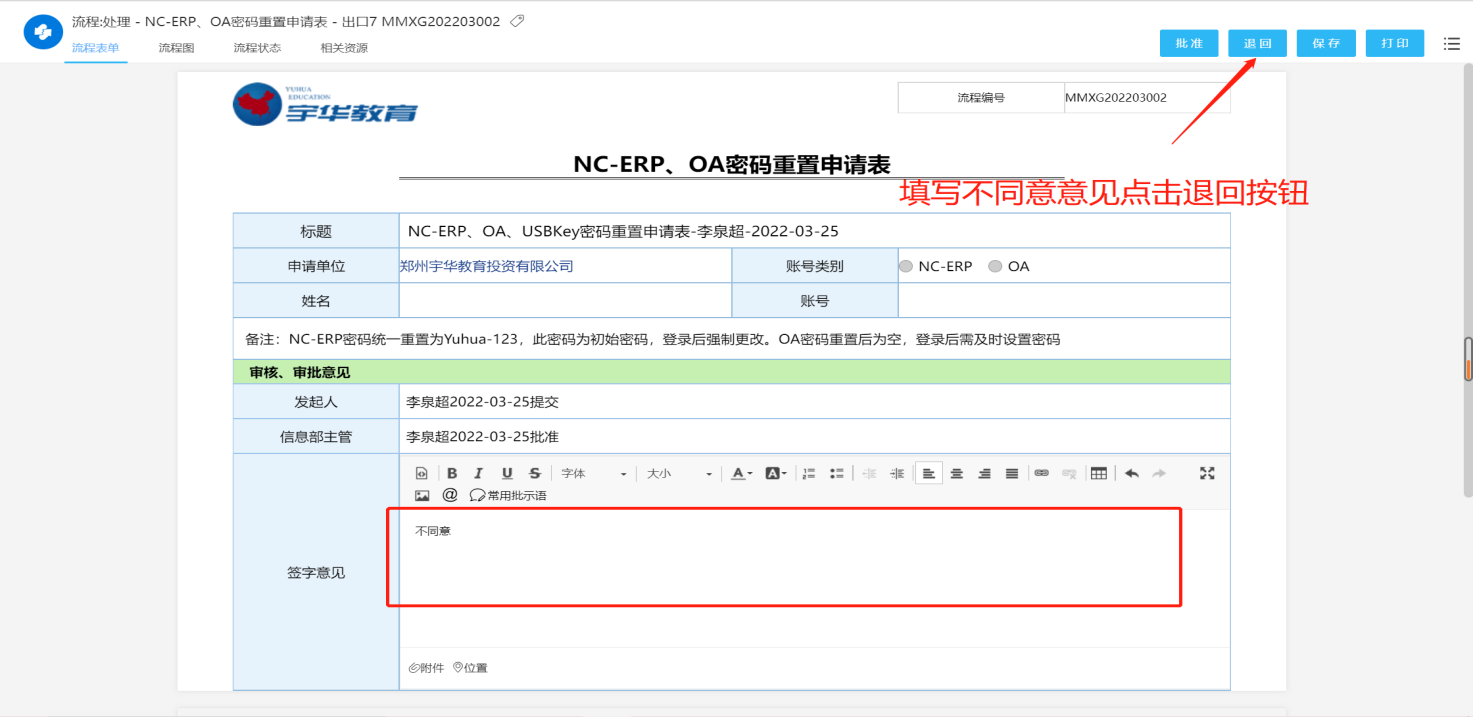 流程:处理 - NC-ERP、OA密码重置申请表 - 出口7 MMXG202203002
流程表单 流程图 流程状态 相关资源
批准 退回 保存 打印
YUHUA
EDUCATION
宇华教育
流程编号 MMXG202203002
NC-ERP、OA密码重置申请表
填写不同意意见点击退回按钮
标题 NC-ERP、OA、USBKey密码重置申请表-李泉超-2022-03-25
申请单位 郑州宇华教育投资有限公司 账号类别 NC-ERP OA
姓名 账号
备注：NC-ERP密码统一重置为Yuhua-123，此密码为初始密码，登录后强制更改。OA密码重置后为空，登录后需及时设置密码
审核、审批意见
发起人 李泉超2022-03-25提交
信息部主管 李泉超2022-03-25批准
B I U S 字体 大小 A A
@ 常用批示语
不同意
签字意见
附件 位置